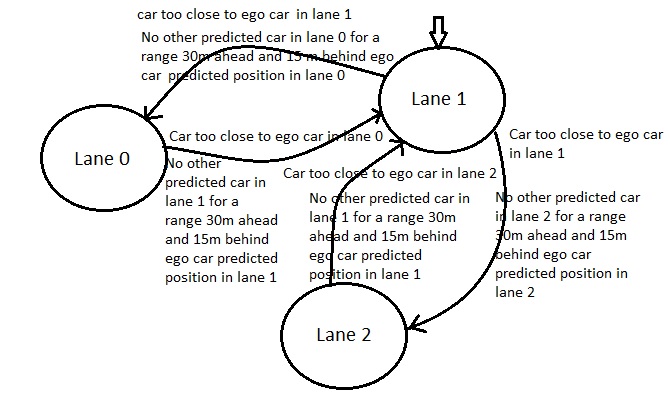 car too close to ego car in lane 1
No other predicted car in lane 0 for a
range 30m ahead and 15 m behind ego
car predicted position in lane 0
Lane 1
Lane 0
Car too close to ego car in lane 0
No other
predicted car in
lane 1 for a
range 30m ahead
and 15m behind
ego car predicted
position in lane 1
Car too close to ego car in lane 2
No other predicted car in
lane 1 for a range 30m
ahead and 15m behind
ego car predicted
position in lane 1
Car too close to ego car
in lane 1
No other predicted car
in lane 2 for a range
30m ahead and 15m
behind ego car
predicted position in
lane 2
Lane 2